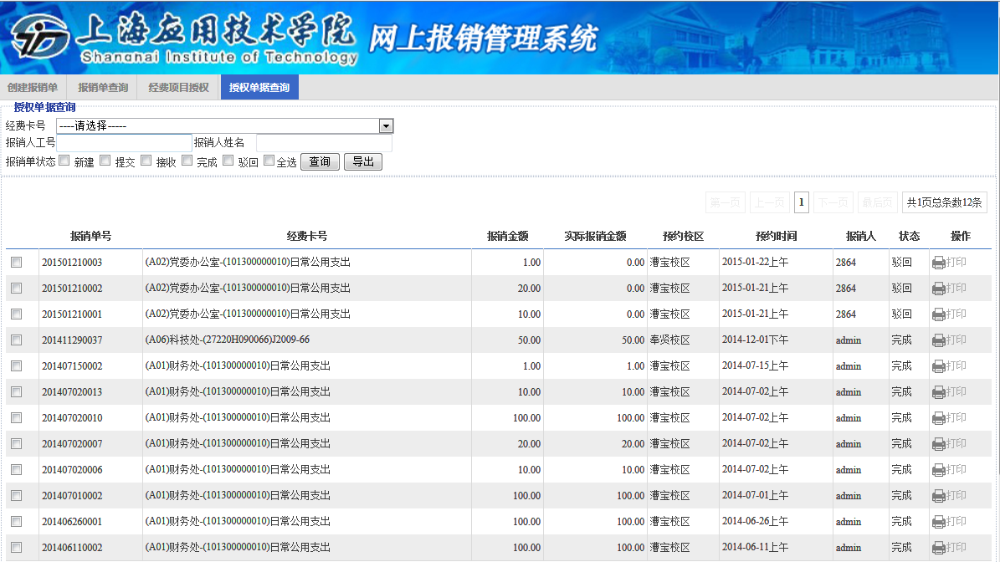 上海应用技术学院 网上报销管理系统
Shanghai Institute of Technology
创建报销单 报销单查询 经费项目授权 授权单据查询
授权单据查询
经费卡号 ----请选择-----
报销人工号 报销人姓名
报销单状态 新建 提交 接收 完成 驳回 全选 查询 导出
第一页 上一页 1 下一页 最后页 共1页总条数12条
报销单号 经费卡号 报销金额 实际报销金额 预约校区 预约时间 报销人 状态 操作
201501210003 (A02)党委办公室-(101300000010)日常公用支出 1.00 0.00 漕宝校区 2015-01-22上午 2864 驳回 打印
201501210002 (A02)党委办公室-(101300000010)日常公用支出 20.00 0.00 漕宝校区 2015-01-21上午 2864 驳回 打印
201501210001 (A02)党委办公室-(101300000010)日常公用支出 10.00 0.00 漕宝校区 2015-01-21上午 2864 驳回 打印
201411290037 (A06)科技处-(27220H090066)J2009-66 50.00 50.00 奉贤校区 2014-12-01下午 admin 完成 打印
201407150002 (A01)财务处-(101300000010)日常公用支出 1.00 1.00 漕宝校区 2014-07-15上午 admin 完成 打印
201407020013 (A01)财务处-(101300000010)日常公用支出 10.00 10.00 漕宝校区 2014-07-02上午 admin 完成 打印
201407020010 (A01)财务处-(101300000010)日常公用支出 100.00 100.00 漕宝校区 2014-07-02上午 admin 完成 打印
201407020007 (A01)财务处-(101300000010)日常公用支出 20.00 20.00 漕宝校区 2014-07-02上午 admin 完成 打印
201407020006 (A01)财务处-(101300000010)日常公用支出 10.00 10.00 漕宝校区 2014-07-02上午 admin 完成 打印
201407010002 (A01)财务处-(101300000010)日常公用支出 100.00 100.00 漕宝校区 2014-07-01上午 admin 完成 打印
201406260001 (A01)财务处-(101300000010)日常公用支出 100.00 100.00 漕宝校区 2014-06-26上午 admin 完成 打印
201406110002 (A01)财务处-(101300000010)日常公用支出 100.00 100.00 漕宝校区 2014-06-11上午 admin 完成 打印